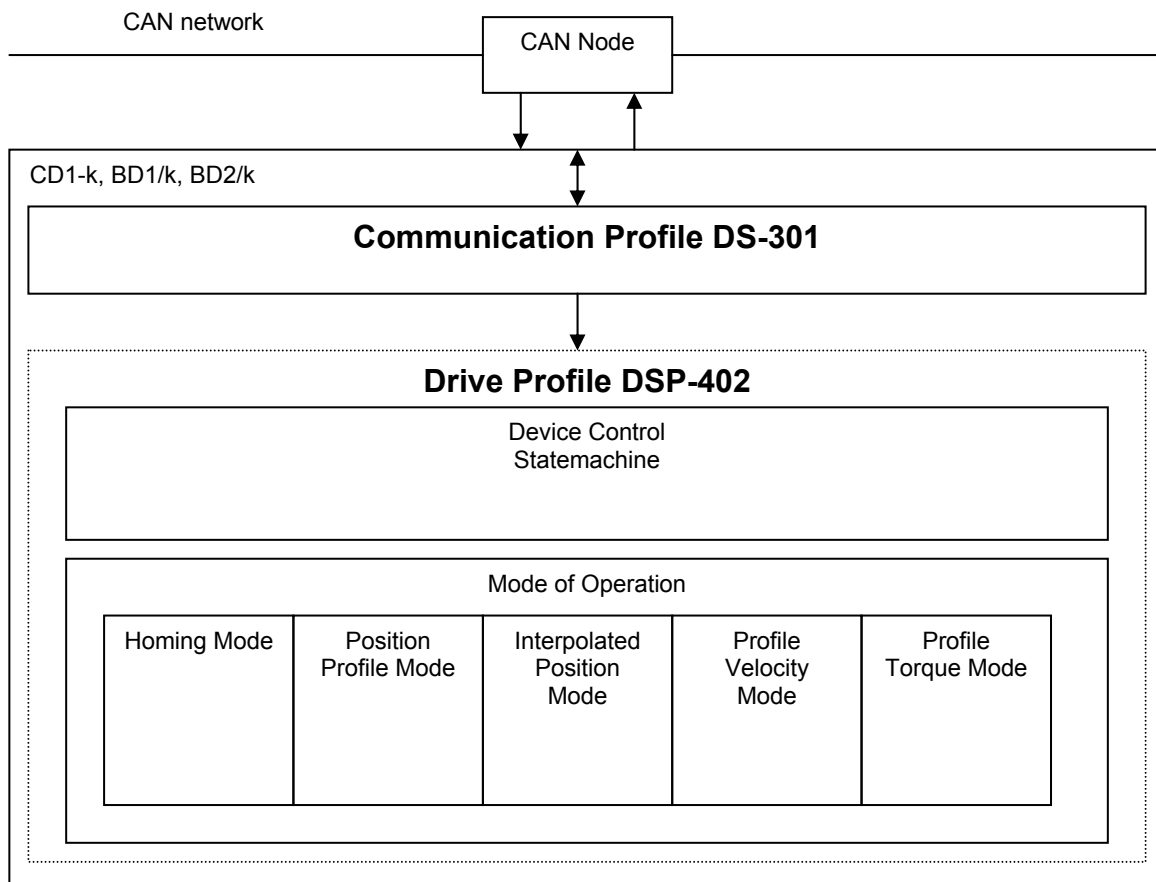 CAN network
CAN Node
CD1-k, BD1/k, BD2/k
Communication Profile DS-301
Drive Profile DSP-402
Device Control
Statemachine
Mode of Operation
Homing Mode
Position
Profile Mode
Interpolated
Position
Mode
Profile
Velocity
Mode
Profile
Torque Mode